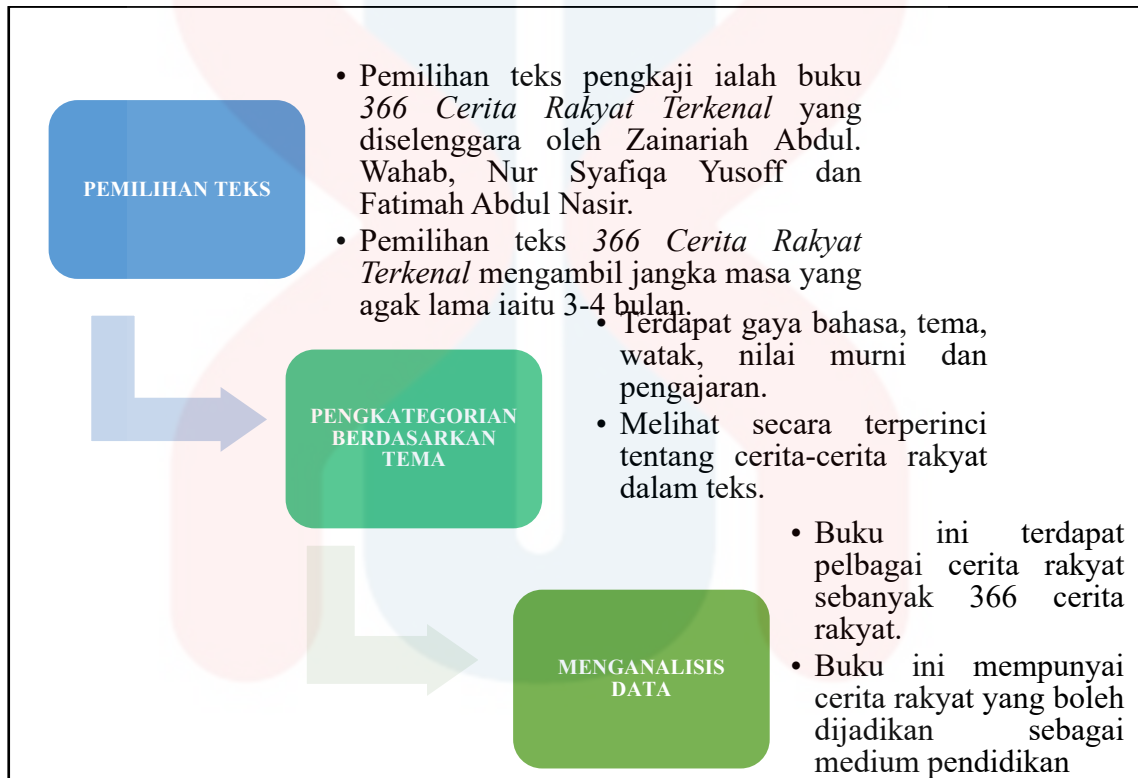 PEMILIHAN TEKS
• Pemilihan teks pengkaji ialah buku
366 Cerita Rakyat Terkenal yang
diselenggara oleh Zainariah Abdul.
Wahab, Nur Syafiqa Yusoff dan
Fatimah Abdul Nasir.
• Pemilihan teks 366 Cerita Rakyat
Terkenal mengambil jangka masa yang
agak lama iaitu 3-4 bulan.
PENGKATEGORIAN
BERDASARKAN
TEMA
• Terdapat gaya bahasa, tema,
watak, nilai murni dan
pengajaran.
• Melihat secara terperinci
tentang cerita-cerita rakyat
dalam teks.
MENGANALISIS
DATA
• Buku ini terdapat
pelbagai cerita rakyat
sebanyak 366 cerita
rakyat.
• Buku ini mempunyai
cerita rakyat yang boleh
dijadikan sebagai
medium pendidikan